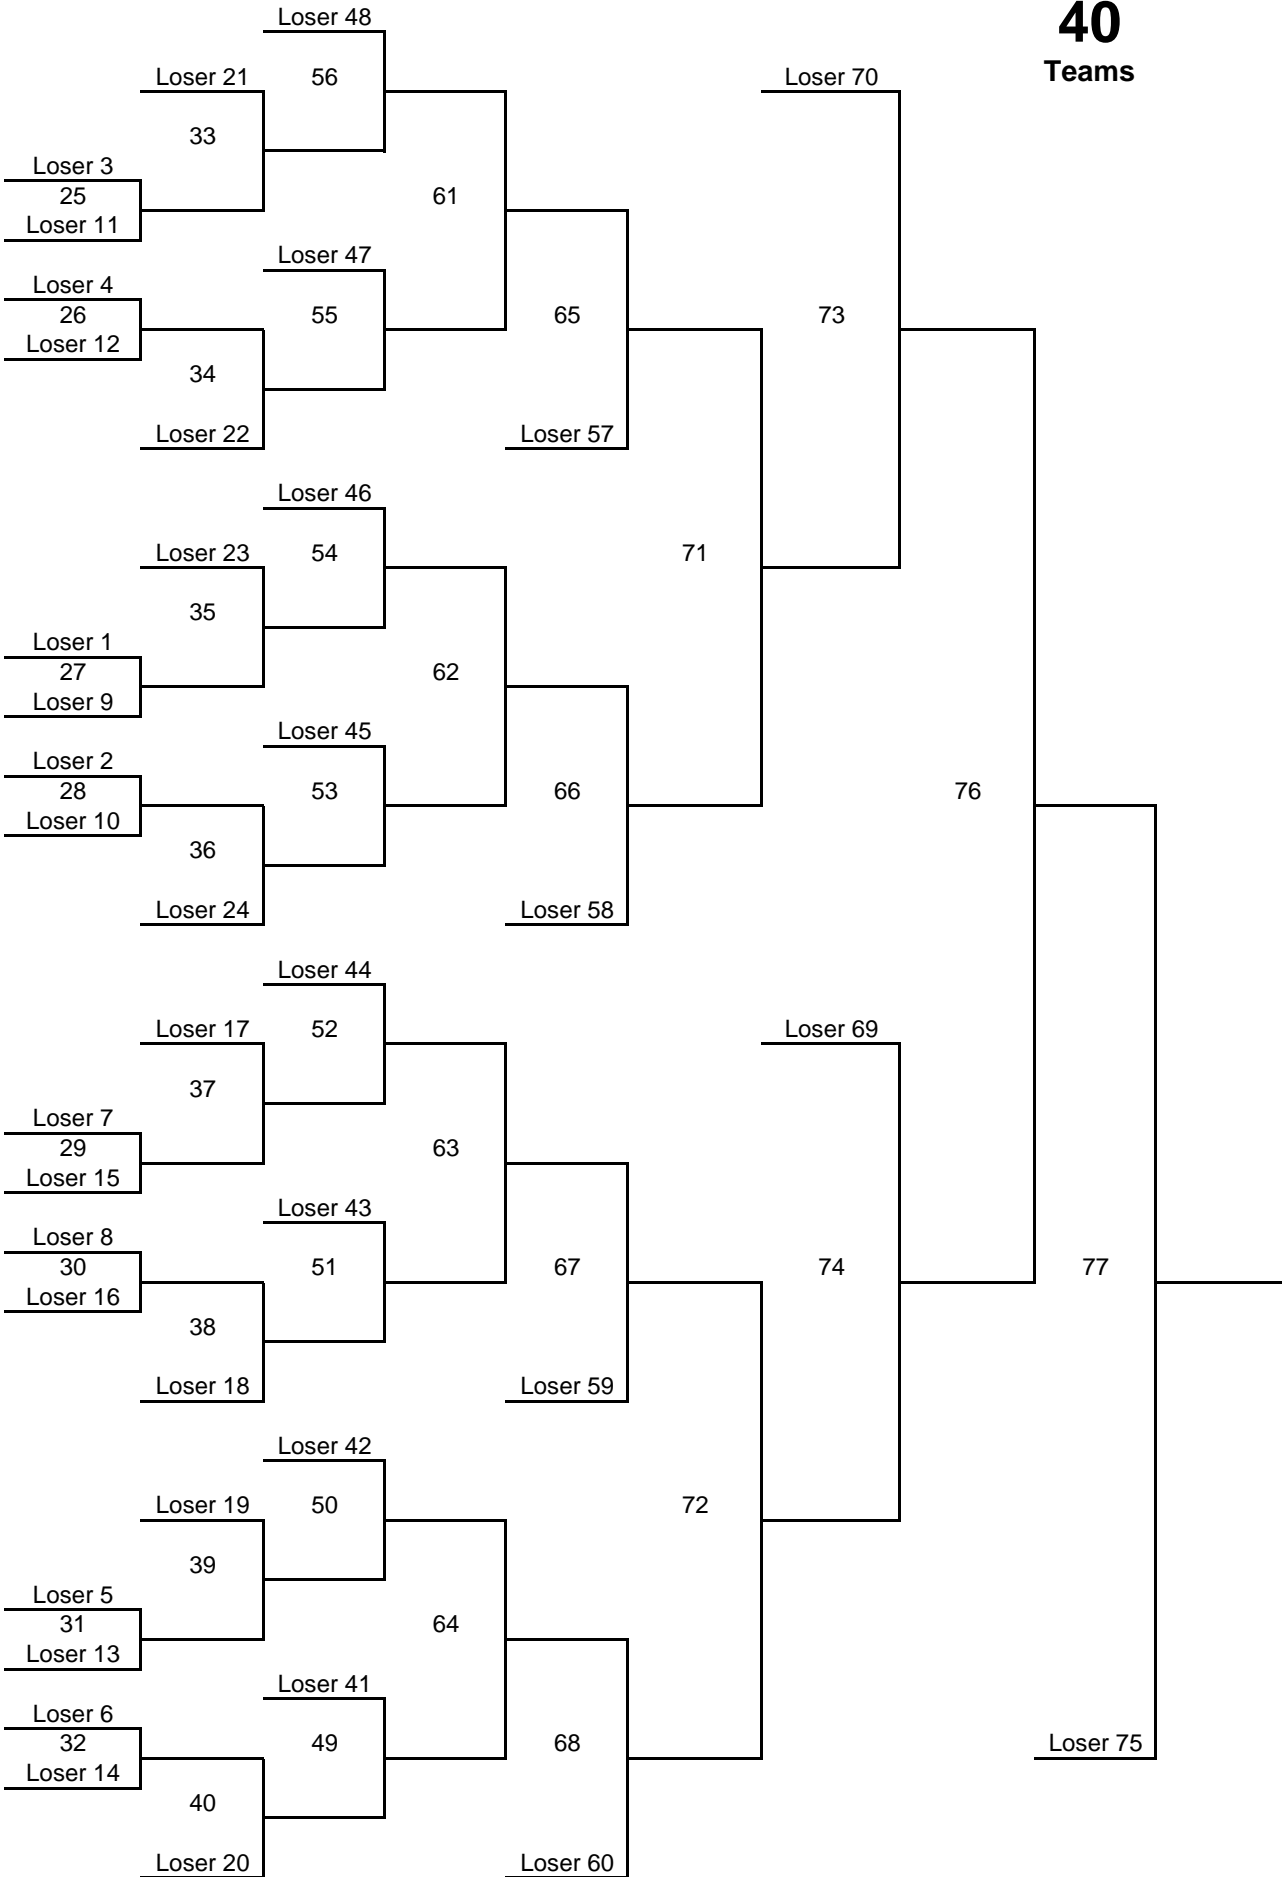 Loser 48
40
Teams
Loser 21
56
Loser 70
33
Loser 3
25
61
Loser 11
Loser 47
Loser 4
26
55
65
73
Loser 12
34
Loser 22
Loser 57
Loser 46
Loser 23
54
71
35
Loser 1
27
62
Loser 9
Loser 45
Loser 2
28
53
66
76
Loser 10
36
Loser 24
Loser 58
Loser 44
Loser 17
52
Loser 69
37
Loser 7
29
63
Loser 15
Loser 43
Loser 8
30
51
67
74
77
Loser 16
38
Loser 18
Loser 59
Loser 42
Loser 19
50
72
39
Loser 5
31
64
Loser 13
Loser 41
Loser 6
32
49
68
Loser 75
Loser 14
40
Loser 20
Loser 60